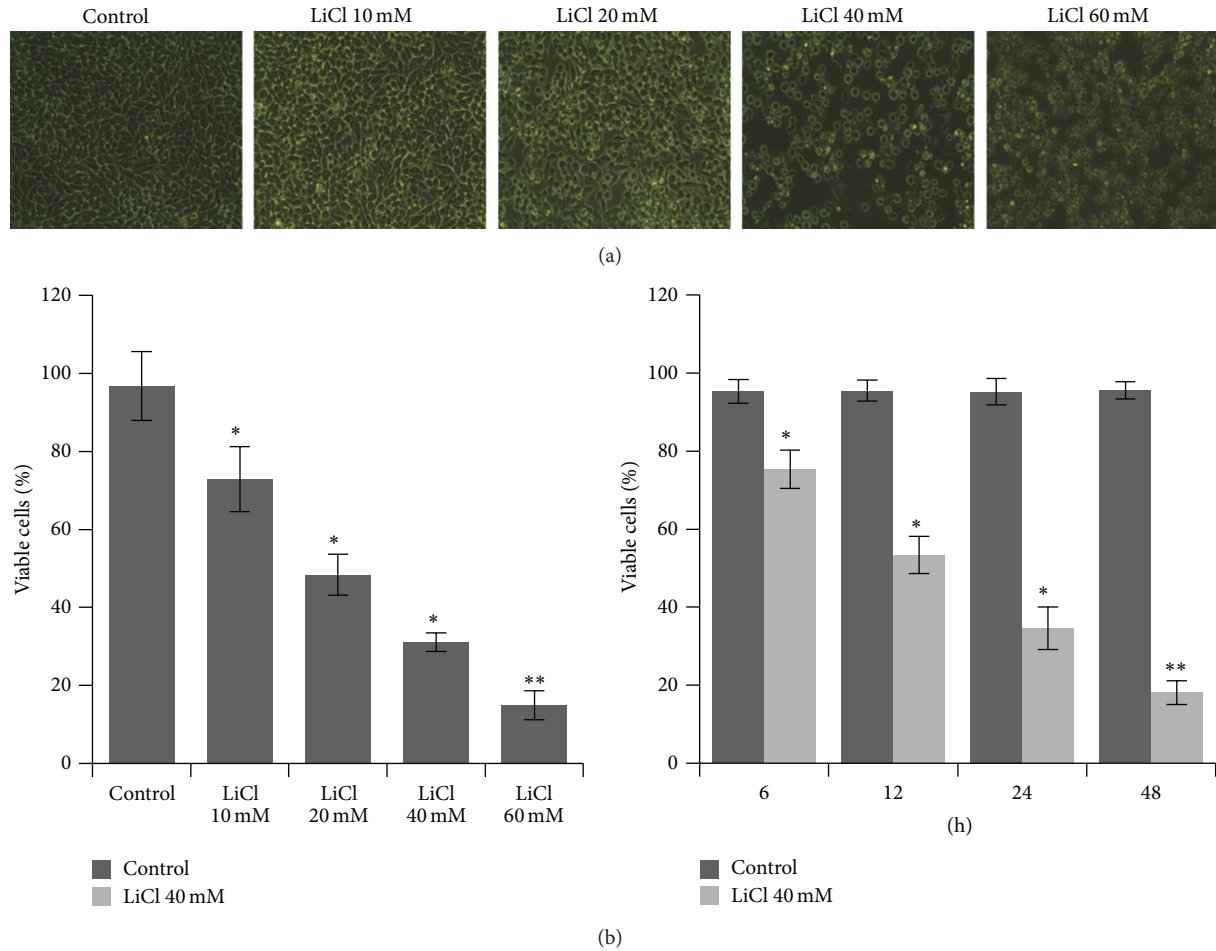 Control
LiCl 10 mM
LiCl 20 mM
LiCl 40 mM
LiCl 60 mM
(a)
120
100
80
60
40
20
0
Viable cells (%)
*
*
*
**
Control
LiCl
10 mM
LiCl
20 mM
LiCl
40 mM
LiCl
60 mM
Control
LiCl 40 mM
120
100
80
60
40
20
0
Viable cells (%)
*
*
*
**
6
12
24
48
(h)
Control
LiCl 40 mM
(b)